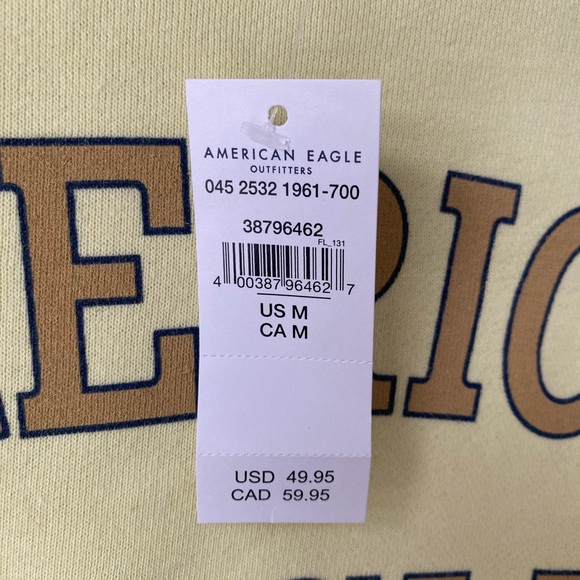 AMERICAN EAGLE
OUTFITTERS
045 2532 1961-700
38796462
FL_131
4 00387 96462 7
US M
CA M
USD 49.95
CAD 59.95
ERIC